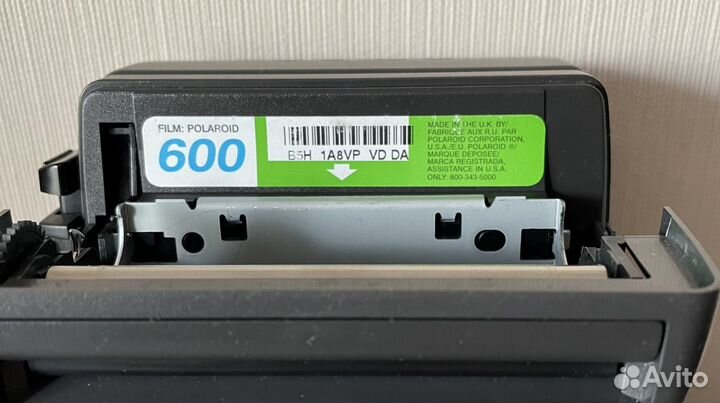 FILM: POLAROID
600
B5H 1A8VP VD DA
MADE IN THE U.K. BY/
FABRIQUE AUX R.U. PAR
POLAROID CORPORATION,
U.S.A./E.U. POLAROID ®/
MARQUE DEPOSEE/
MARCA REGISTRADA,
ASSISTANCE IN U.S.A.
ONLY: 800-343-5000
Avito